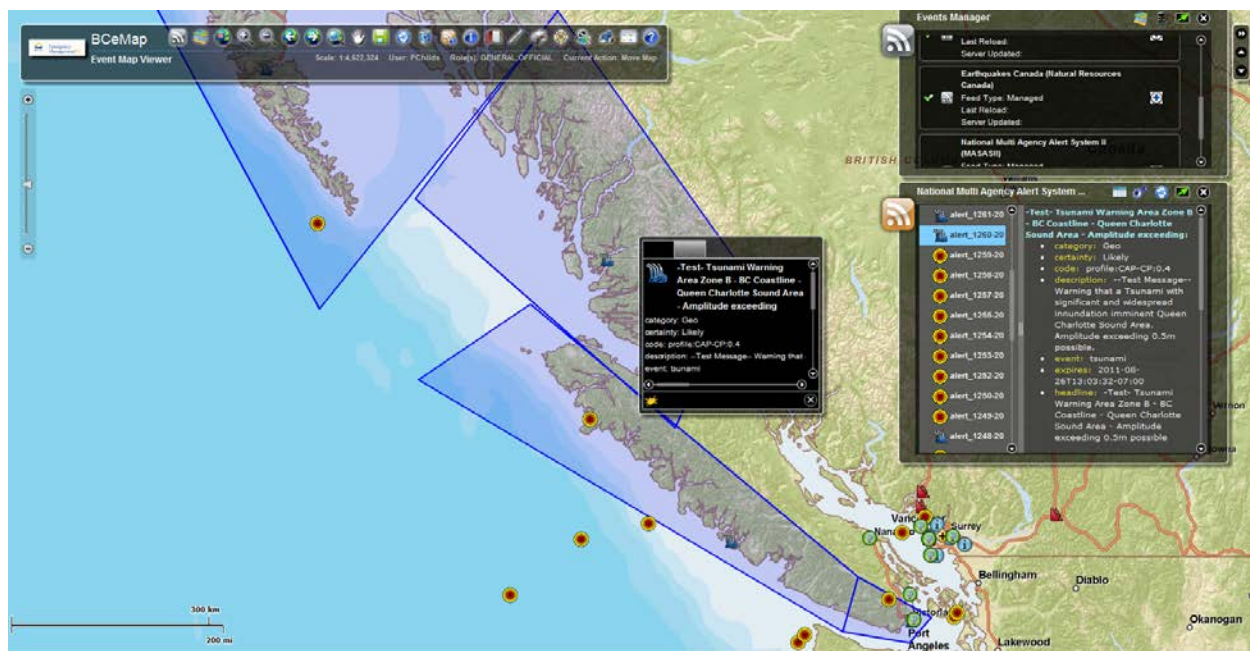 BCeMap
Event Map Viewer
Scale: 1:4,622,324 User: PChilds Role(s): GENERAL,OFFICIAL Current Action: Move Map
Events Manager
Last Reload:
Server Updated:
Earthquakes Canada (Natural Resources
Canada)
Feed Type: Managed
Last Reload:
Server Updated:
National Multi Agency Alert System II
(MASASII)
Feed Type: Managed
BRITISH
National Multi Agency Alert System ...
alert_1261-20
alert_1260-20
alert_1259-20
alert_1258-20
alert_1257-20
alert_1254-20
alert_1253-20
alert_1252-20
alert_1250-20
alert_1249-20
alert_1248-20
-Test- Tsunami Warning Area Zone B
- BC Coastline - Queen Charlotte
Sound Area - Amplitude exceeding:
category: Geo
certainty: Likely
code: profile:CAP-CP:0.4
description: --Test Message--
Warning that a Tsunami with
significant and widespread
innundation imminent Queen
Charlotte Sound Area.
Amplitude exceeding 0.5m
possible.
event: tsunami
expires: 2011-08-
26T13:03:32-07:00
headline: -Test- Tsunami
Warning Area Zone B - BC
Coastline - Queen Charlotte
Sound Area - Amplitude
exceeding 0.5m possible
-Test- Tsunami Warning
Area Zone B - BC Coastline -
Queen Charlotte Sound Area
- Amplitude exceeding
category: Geo
certainty: Likely
code: profile:CAP-CP:0.4
description: --Test Message-- Warning that
event: tsunami
Surrey
Bellingham
Diablo
Victoria
Port
Angeles
Lakewood
Okanogan
300 km
200 mi